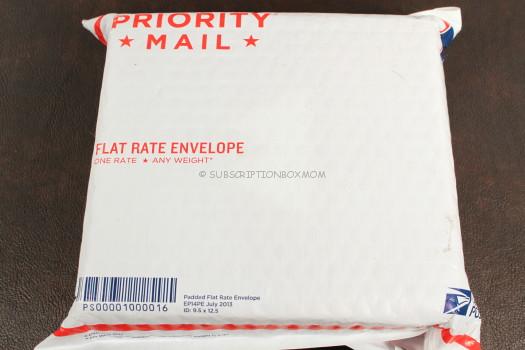 PRIORITY
★ MAIL ★
FLAT RATE ENVELOPE
ONE RATE ★ ANY WEIGHT*
© SUBSCRIPTIONBOXMOM
PS00001000016
Padded Flat Rate Envelope
EP14PE July 2013
ID: 9.5 x 12.5